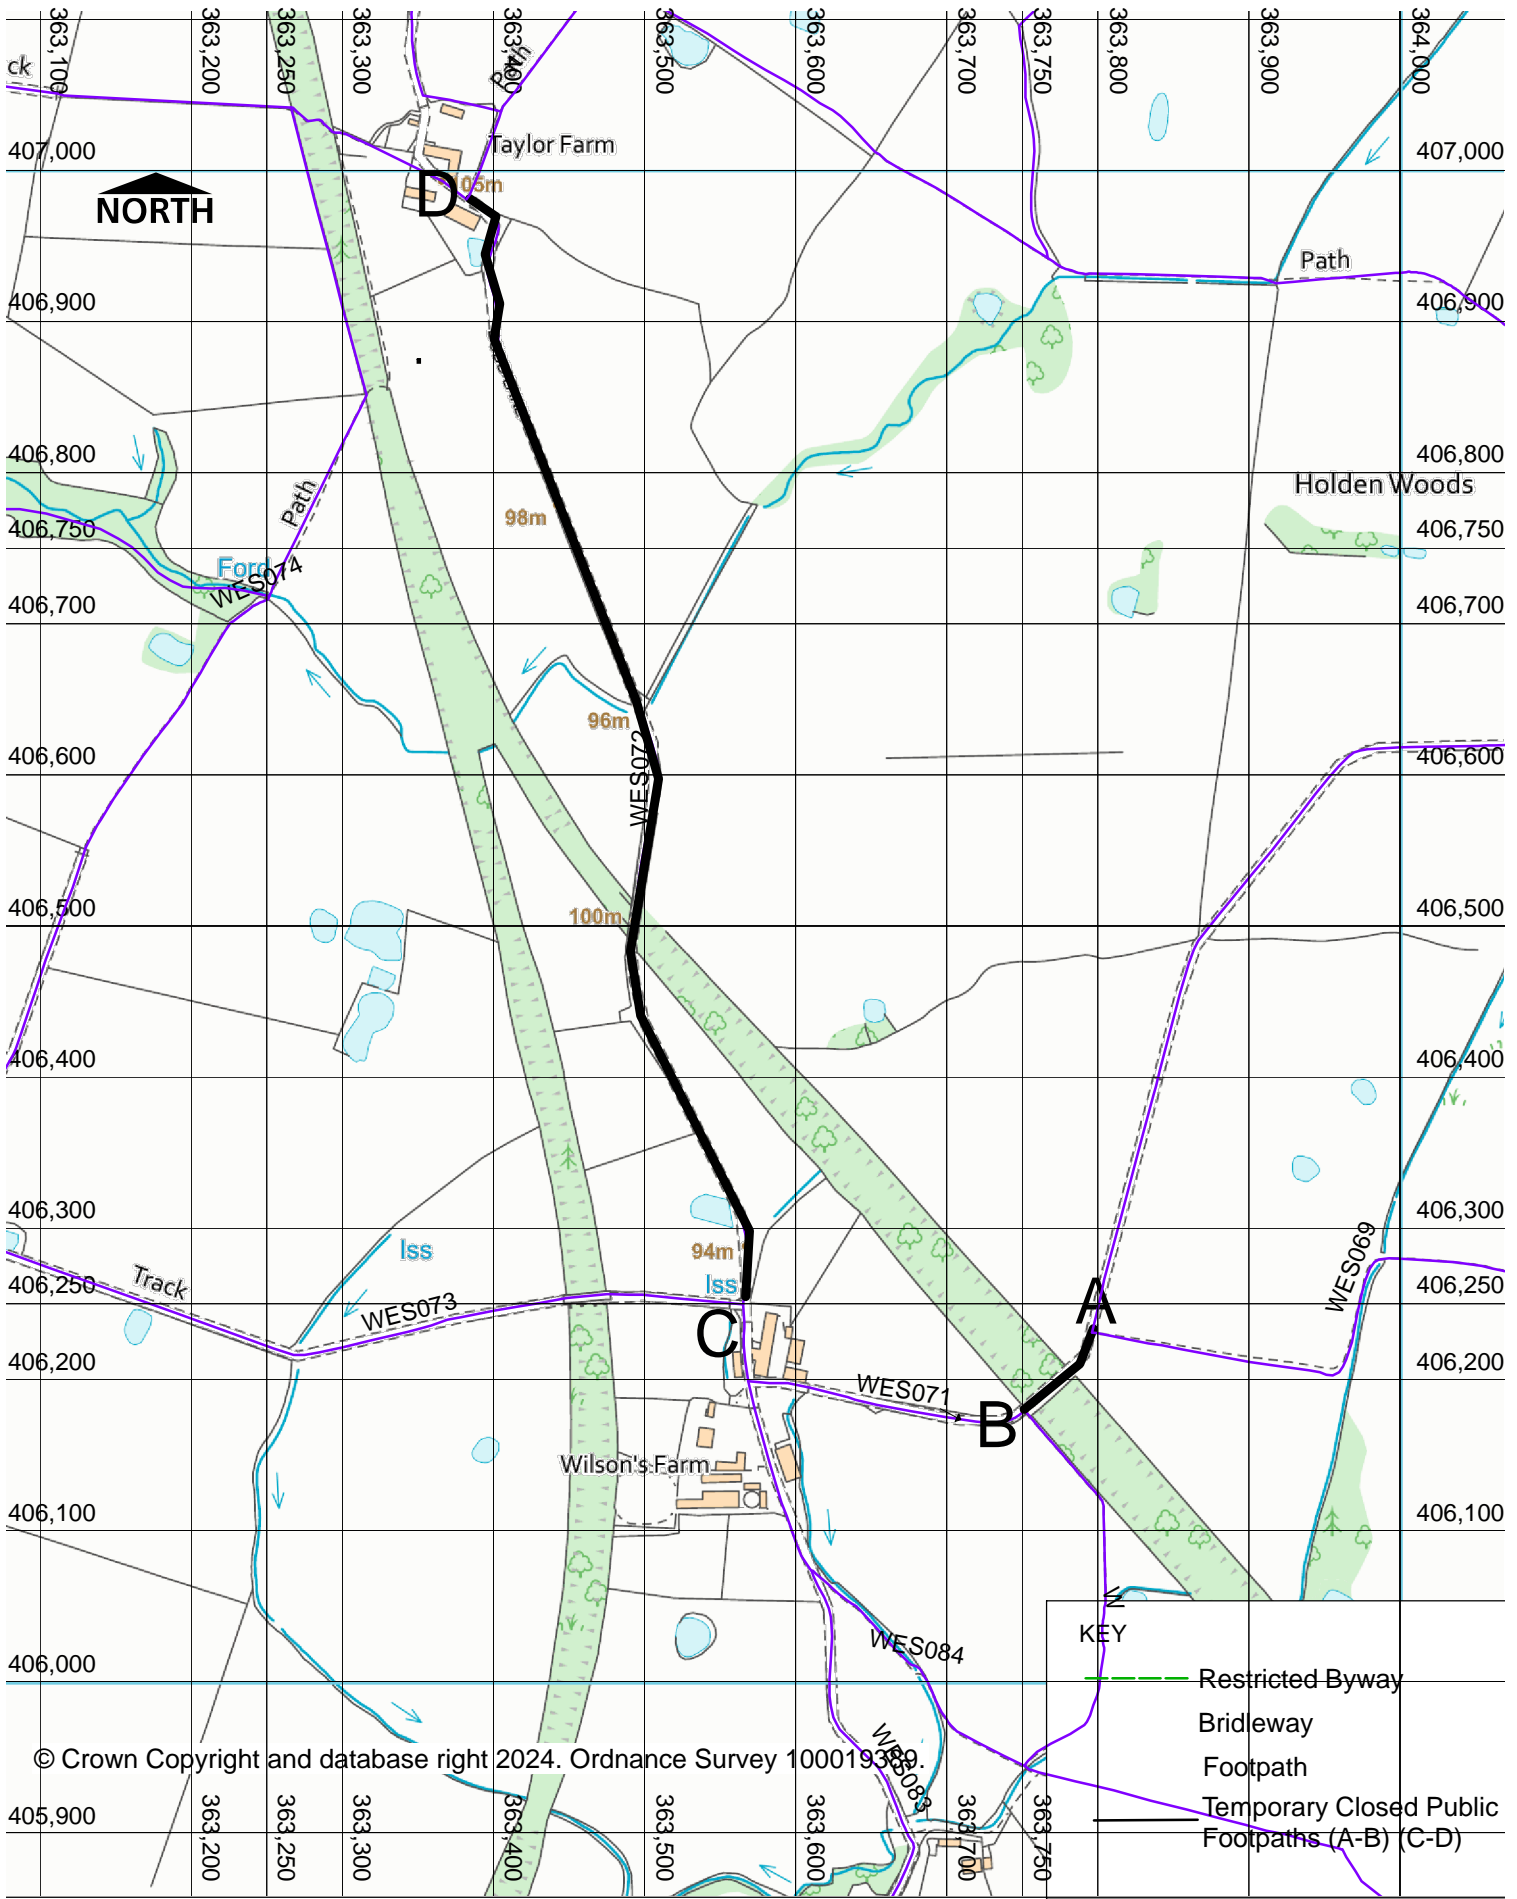 363,100
363,200
363,250
363,300
363,400
363,500
363,600
363,700
363,750
363,800
363,900
364,000
ck
Path
Taylor Farm
407,000
407,000
NORTH
D
105m
Path
406,900
406,900
406,800
406,800
Path
98m
Holden Woods
406,750
406,750
Ford
WES074
406,700
406,700
96m
WES072
406,600
406,600
406,500
406,500
100m
406,400
406,400
406,300
406,300
Iss
94m
WES069
Track
Iss
406,250
406,250
WES073
A
C
406,200
406,200
WES071
B
Wilson's Farm
406,100
406,100
KEY
WES084
406,000
Restricted Byway
Bridleway
© Crown Copyright and database right 2024. Ordnance Survey 100019389.
WES083
Footpath
Temporary Closed Public
Footpaths (A-B) (C-D)
405,900
363,200
363,250
363,300
363,400
363,500
363,600
363,700
363,750